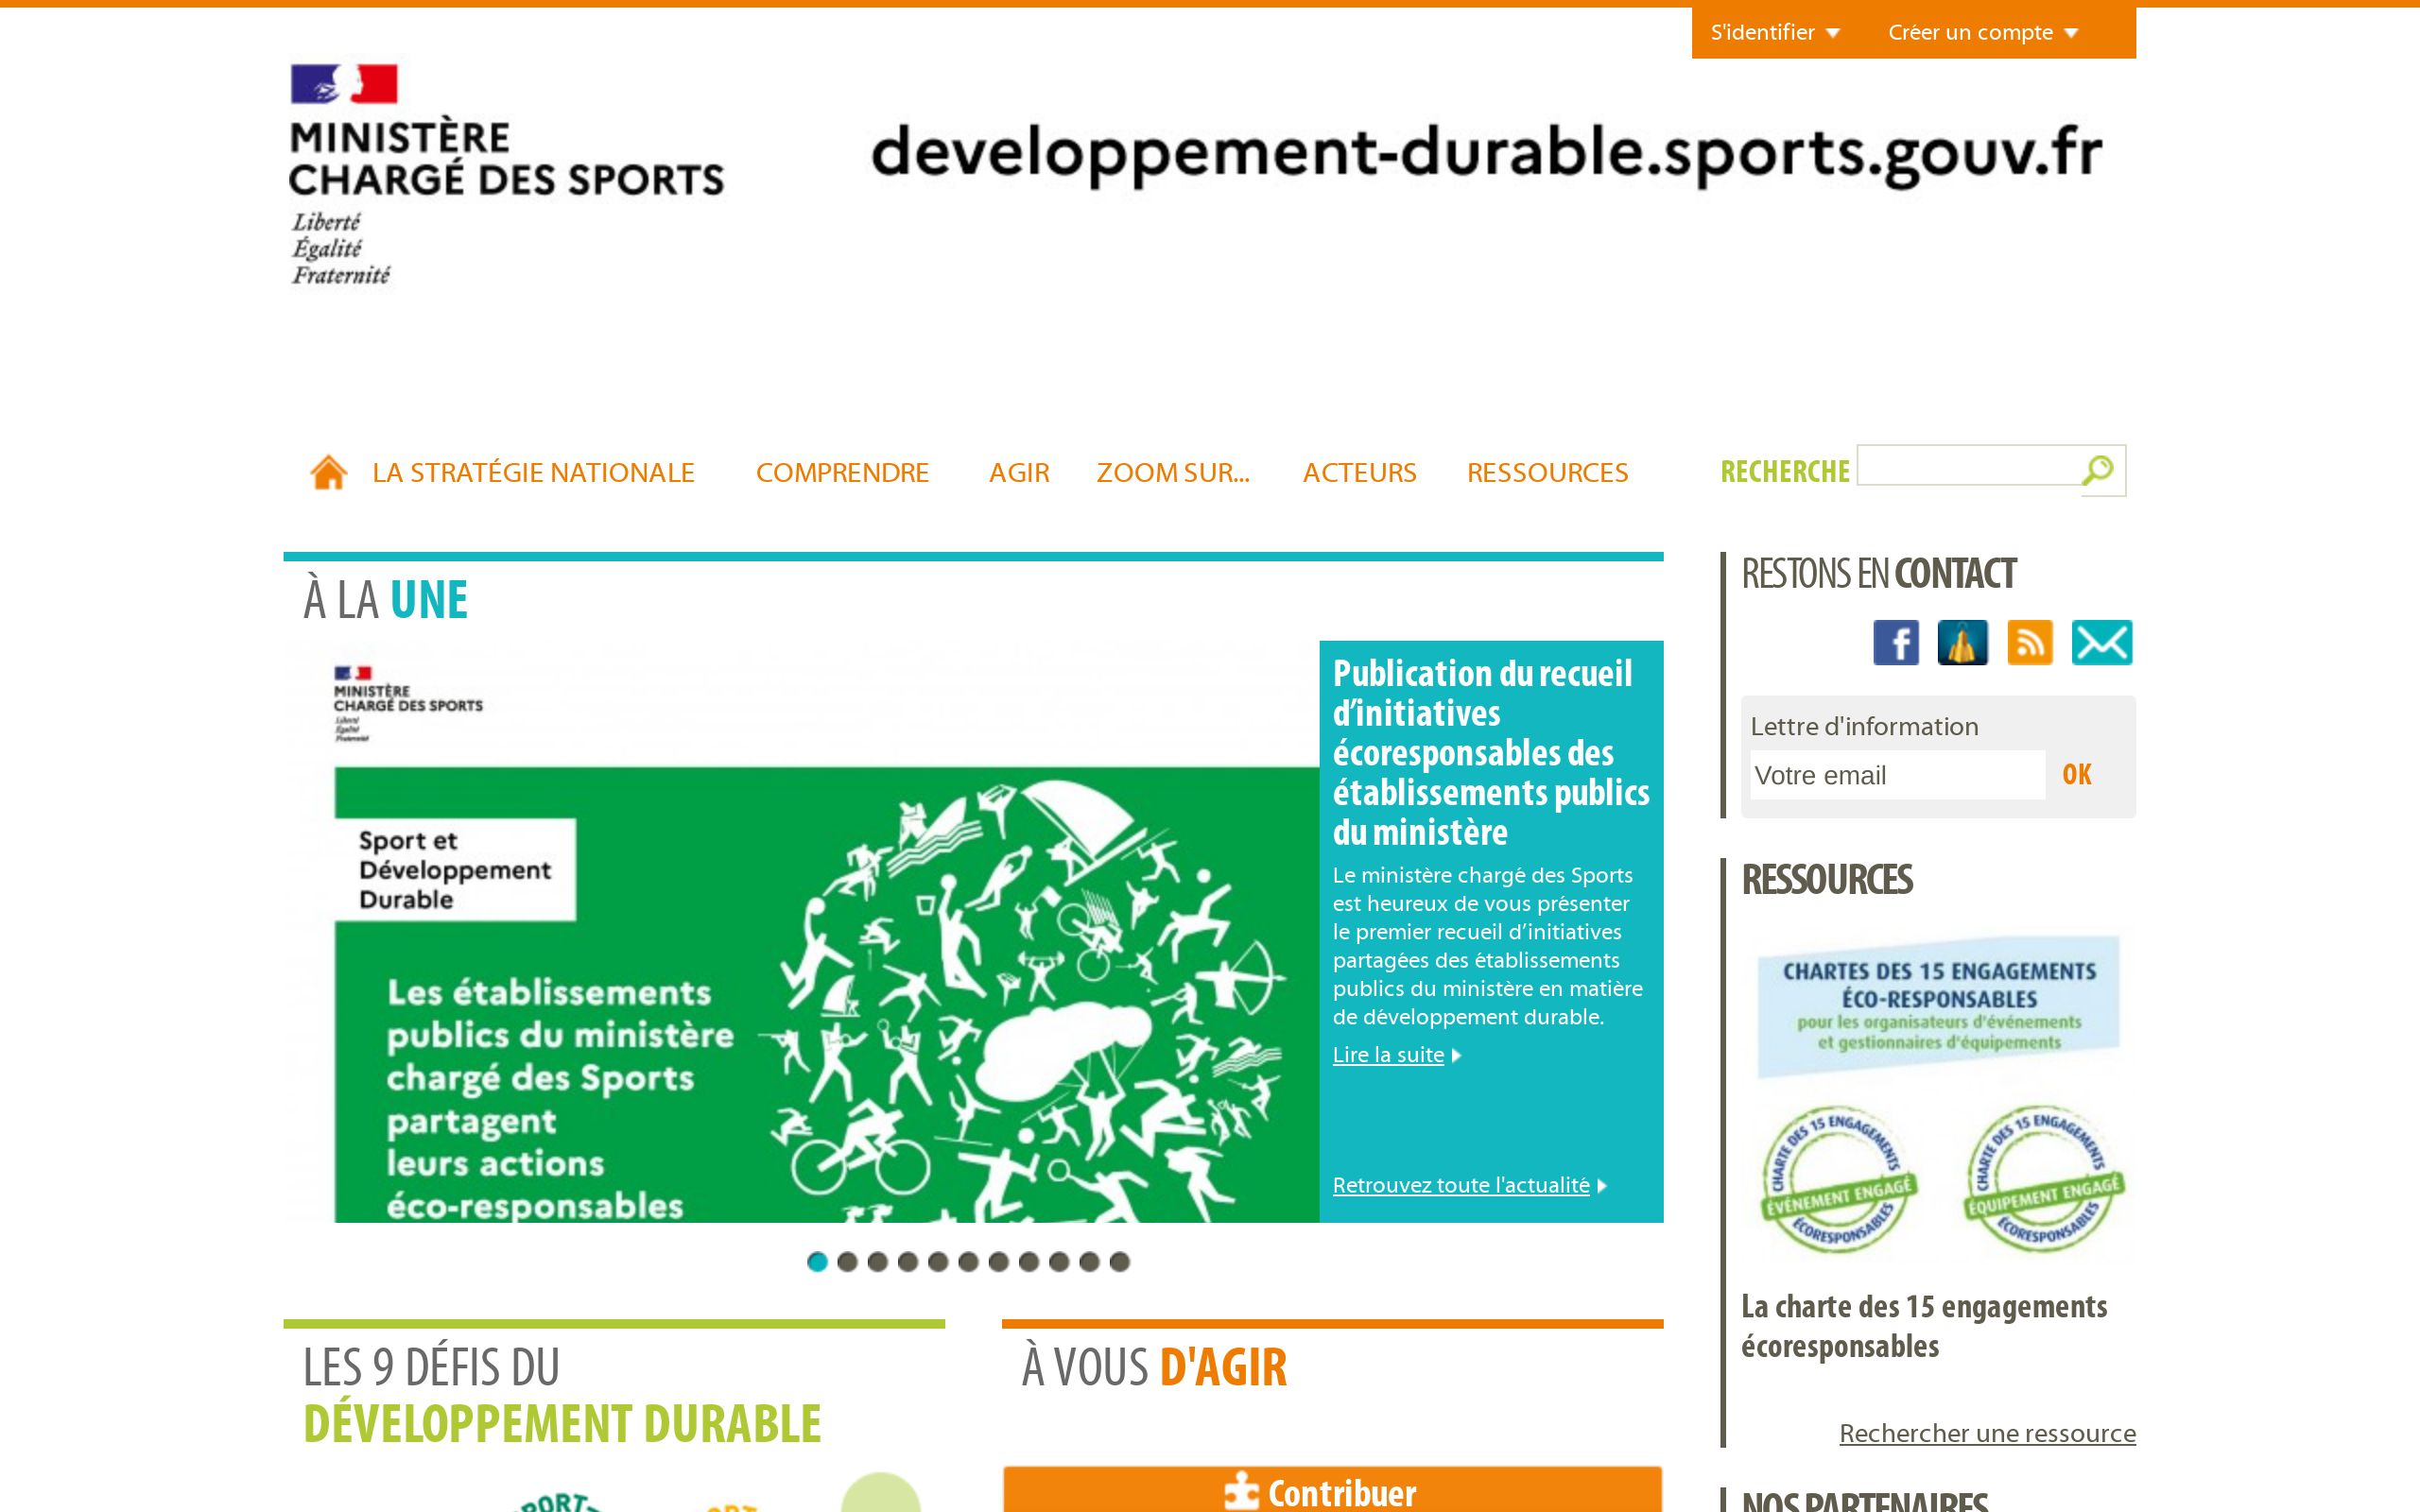 S'identifier
Créer un compte
MINISTÈRE
CHARGÉ DES SPORTS
Liberté
Égalité
Fraternité
developpement-durable.sports.gouv.fr
LA STRATÉGIE NATIONALE
COMPRENDRE
AGIR
ZOOM SUR...
ACTEURS
RESSOURCES
RECHERCHE
À LA UNE
MINISTÈRE
CHARGÉ DES SPORTS
Liberté
Égalité
Fraternité
Sport et
Développement
Durable
Les établissements
publics du ministère
chargé des Sports
partagent
leurs actions
éco-responsables
Publication du recueil
d’initiatives
écoresponsables des
établissements publics
du ministère
Le ministère chargé des Sports
est heureux de vous présenter
le premier recueil d’initiatives
partagées des établissements
publics du ministère en matière
de développement durable.
Lire la suite
Retrouvez toute l'actualité
LES 9 DÉFIS DU
DÉVELOPPEMENT DURABLE
À VOUS D'AGIR
Contribuer
RESTONS EN CONTACT
Lettre d'information
Votre email
OK
RESSOURCES
CHARTES DES 15 ENGAGEMENTS
ÉCO-RESPONSABLES
pour les organisateurs d'événements
et gestionnaires d'équipements
CHARTE DES 15 ENGAGEMENTS
ÉVÉNEMENT ENGAGÉ
ÉCORESPONSABLES
CHARTE DES 15 ENGAGEMENTS
ÉQUIPEMENT ENGAGÉ
ÉCORESPONSABLES
La charte des 15 engagements
écoresponsables
Rechercher une ressource
NOS PARTENAIRES